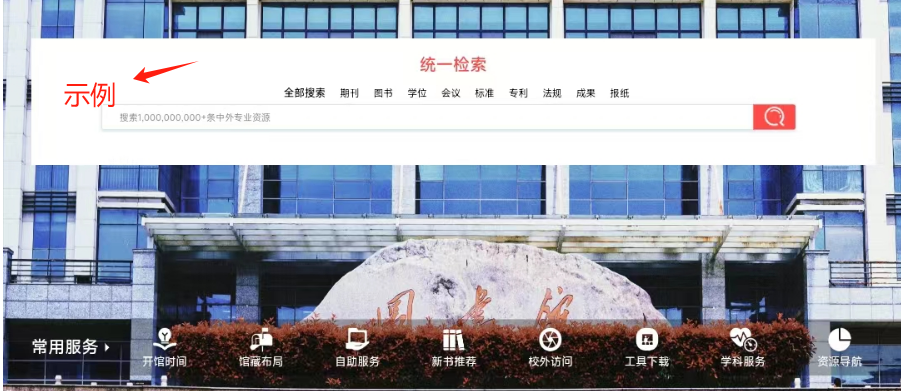 统一检索
示例
全部搜索 期刊 图书 学位 会议 标准 专利 法规 成果 报纸
搜索1,000,000,000+条中外专业资源
图书馆
常用服务
开馆时间 馆藏布局 自助服务 新书推荐 校外访问 工具下载 学科服务 资源导航